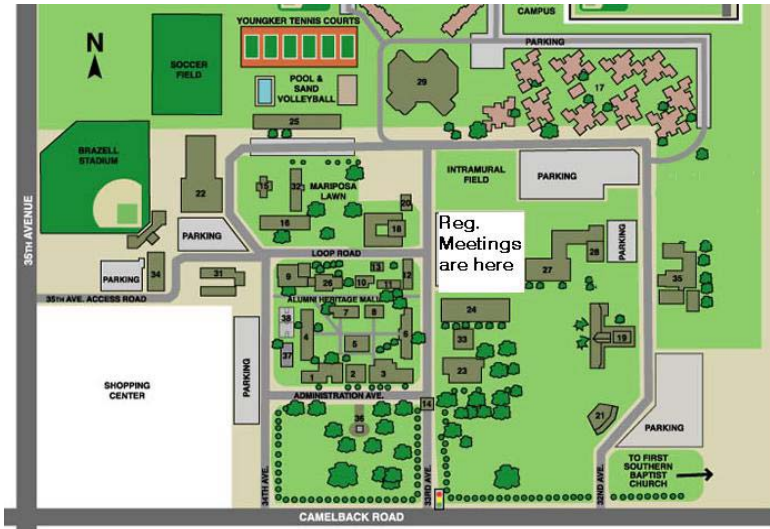 CAMPUS
YOUNGKER TENNIS COURTS
PARKING
N
SOCCER
FIELD
POOL &
SAND
VOLLEYBALL
29
17
25
BRAZELL
STADIUM
22
15
32
MARIPOSA
LAWN
INTRAMURAL
FIELD
PARKING
20
16
18
Reg.
Meetings
are here
PARKING
LOOP ROAD
28
PARKING
27
35
34
PARKING
31
9
26
13
10
11
12
35TH AVE. ACCESS ROAD
ALUMNI HERITAGE MALL
38
4
7
8
6
24
33
19
37
5
PARKING
SHOPPING
CENTER
1
2
3
23
ADMINISTRATION AVE.
14
36
21
PARKING
TO FIRST
SOUTHERN
BAPTIST
CHURCH
35TH AVENUE
34TH AVE.
33RD AVE.
32ND AVE.
CAMELBACK ROAD